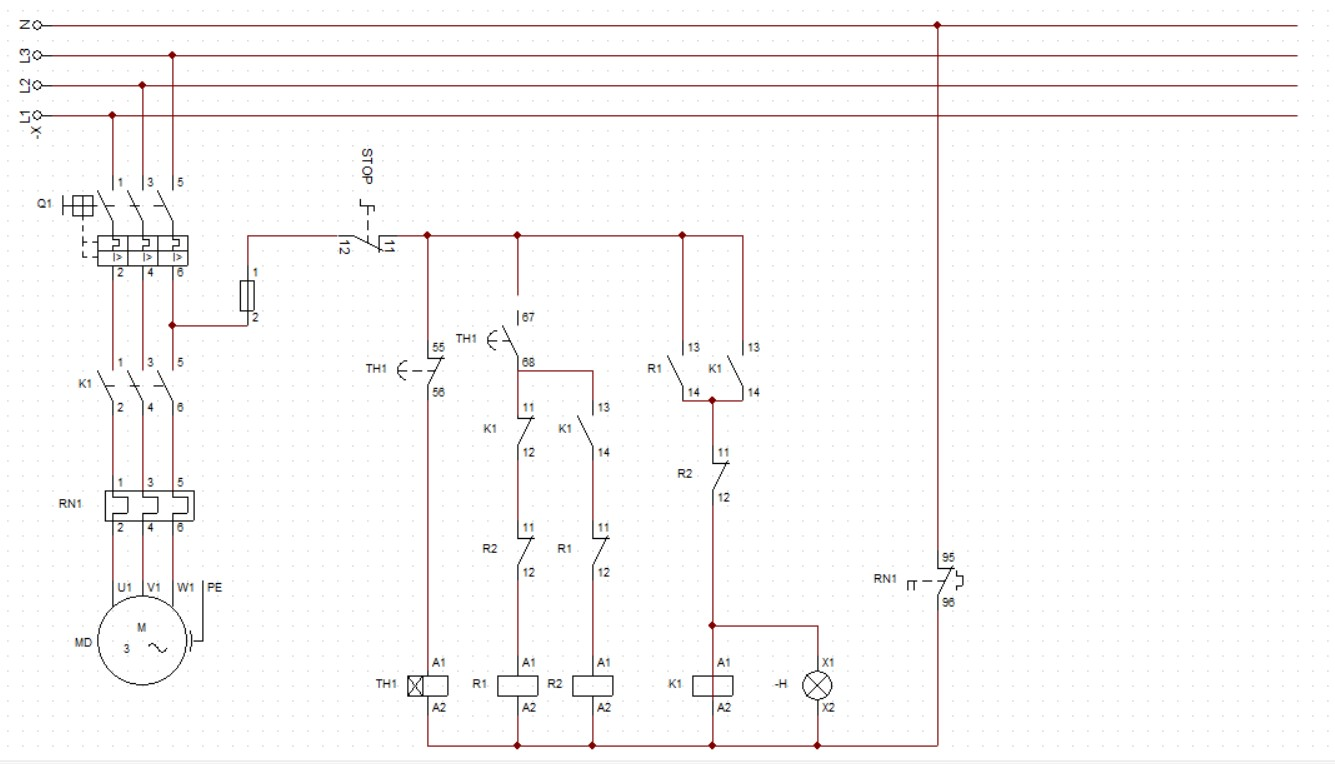 N
L3
L2
L1
-X
STOP
1 3 5
Q1
12 11
2 4 6
1
2
67
TH1
68
55
TH1
56
13 13
R1 K1
14 14
1 3 5
K1
2 4 6
11 13
K1 K1
12 14
11
R2
12
1 3 5
RN1
2 4 6
11 11
R2 R1
12 12
95
RN1
96
U1 V1 W1 PE
M
MD
3
A1 A1 A1 A1 X1
TH1 R1 R2 K1 -H
A2 A2 A2 A2 X2